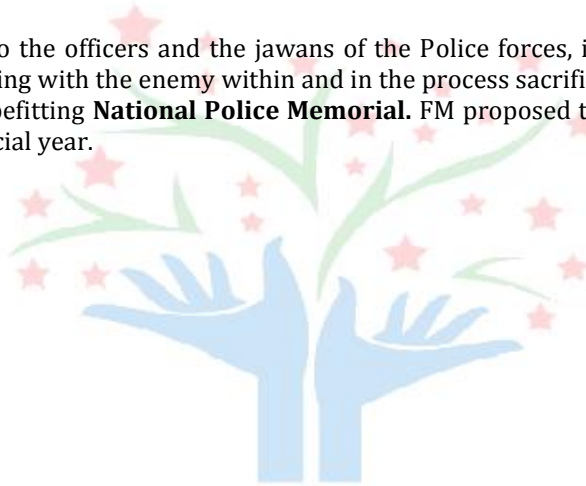 o the officers and the jawans of the Police forces, i
ing with the enemy within and in the process sacrifi
befitting National Police Memorial. FM proposed t
cial year.